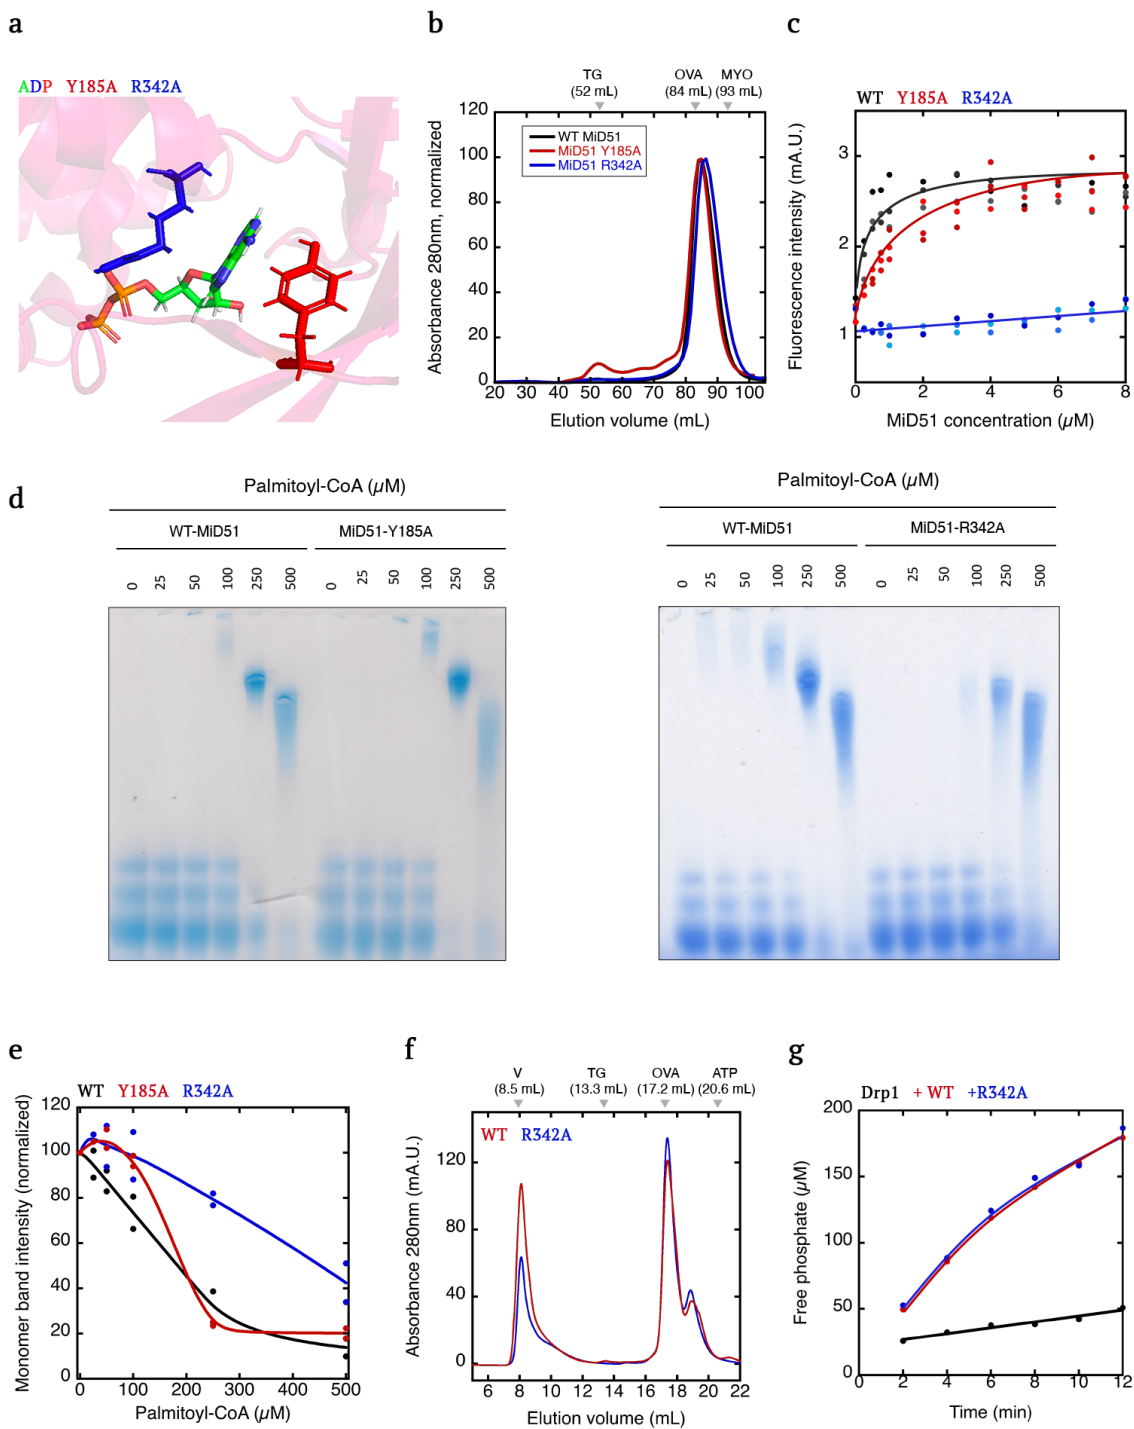 a
ADP Y185A R342A
b
TG OVA MYO
(52 mL) (84 mL) (93 mL)
120
100
80
60
40
20
0
WT MiD51
MiD51 Y185A
MiD51 R342A
20 30 40 50 60 70 80 90 100
Absorbance 280nm, normalized
Elution volume (mL)
c
WT Y185A R342A
3
2
1
0 2 4 6 8
Fluorescence intensity (mA.U.)
MiD51 concentration (µM)
d
Palmitoyl-CoA (µM)
WT-MiD51 MiD51-Y185A
0 25 50 100 250 500 0 25 50 100 250 500
Palmitoyl-CoA (µM)
WT-MiD51 MiD51-R342A
0 25 50 100 250 500 0 25 50 100 250 500
e
WT Y185A R342A
120
100
80
60
40
20
0
0 100 200 300 400 500
Monomer band intensity (normalized)
Palmitoyl-CoA (µM)
f
V TG OVA ATP
(8.5 mL) (13.3 mL) (17.2 mL) (20.6 mL)
WT R342A
120
80
40
0
6 8 10 12 14 16 18 20 22
Absorbance 280nm (mA.U.)
Elution volume (mL)
g
Drp1 + WT +R342A
200
150
100
50
0
0 2 4 6 8 10 12
Free phosphate (µM)
Time (min)